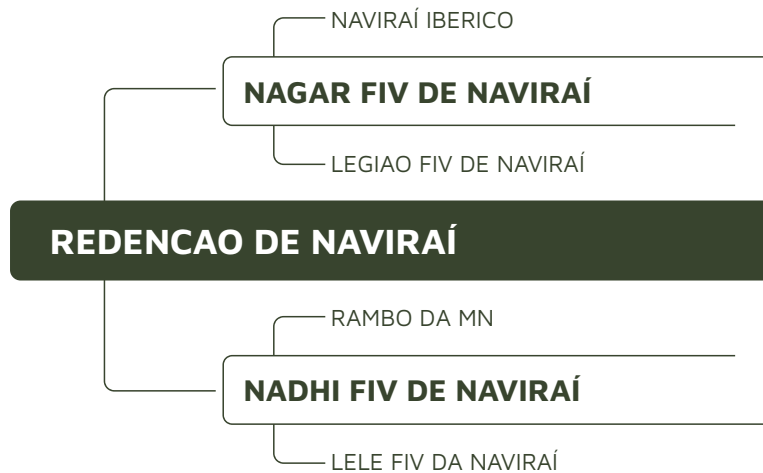 NAVIRAÍ IBERICO
NAGAR FIV DE NAVIRAÍ
LEGIAO FIV DE NAVIRAÍ
REDENCAO DE NAVIRAÍ
RAMBO DA MN
NADHI FIV DE NAVIRAÍ
LELE FIV DA NAVIRAÍ